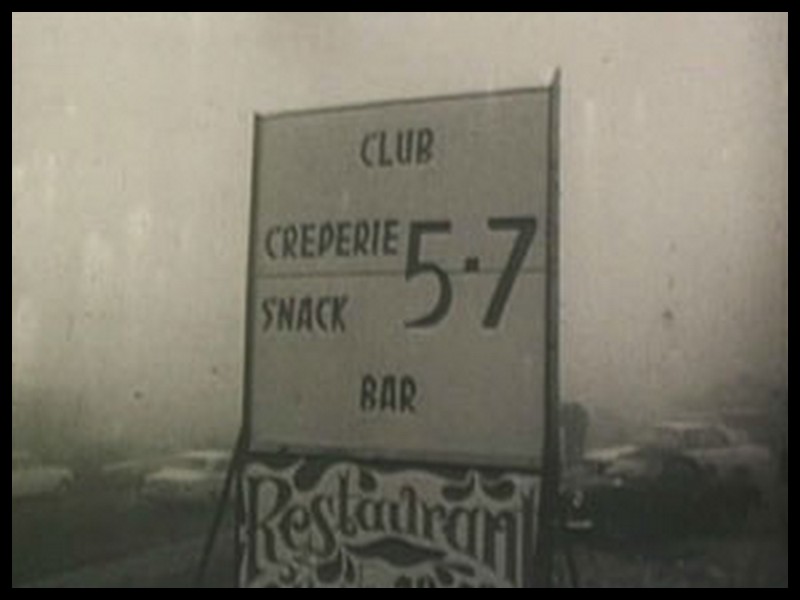 CLUB
CREPERIE 5-7
SNACK
BAR
Restaurant